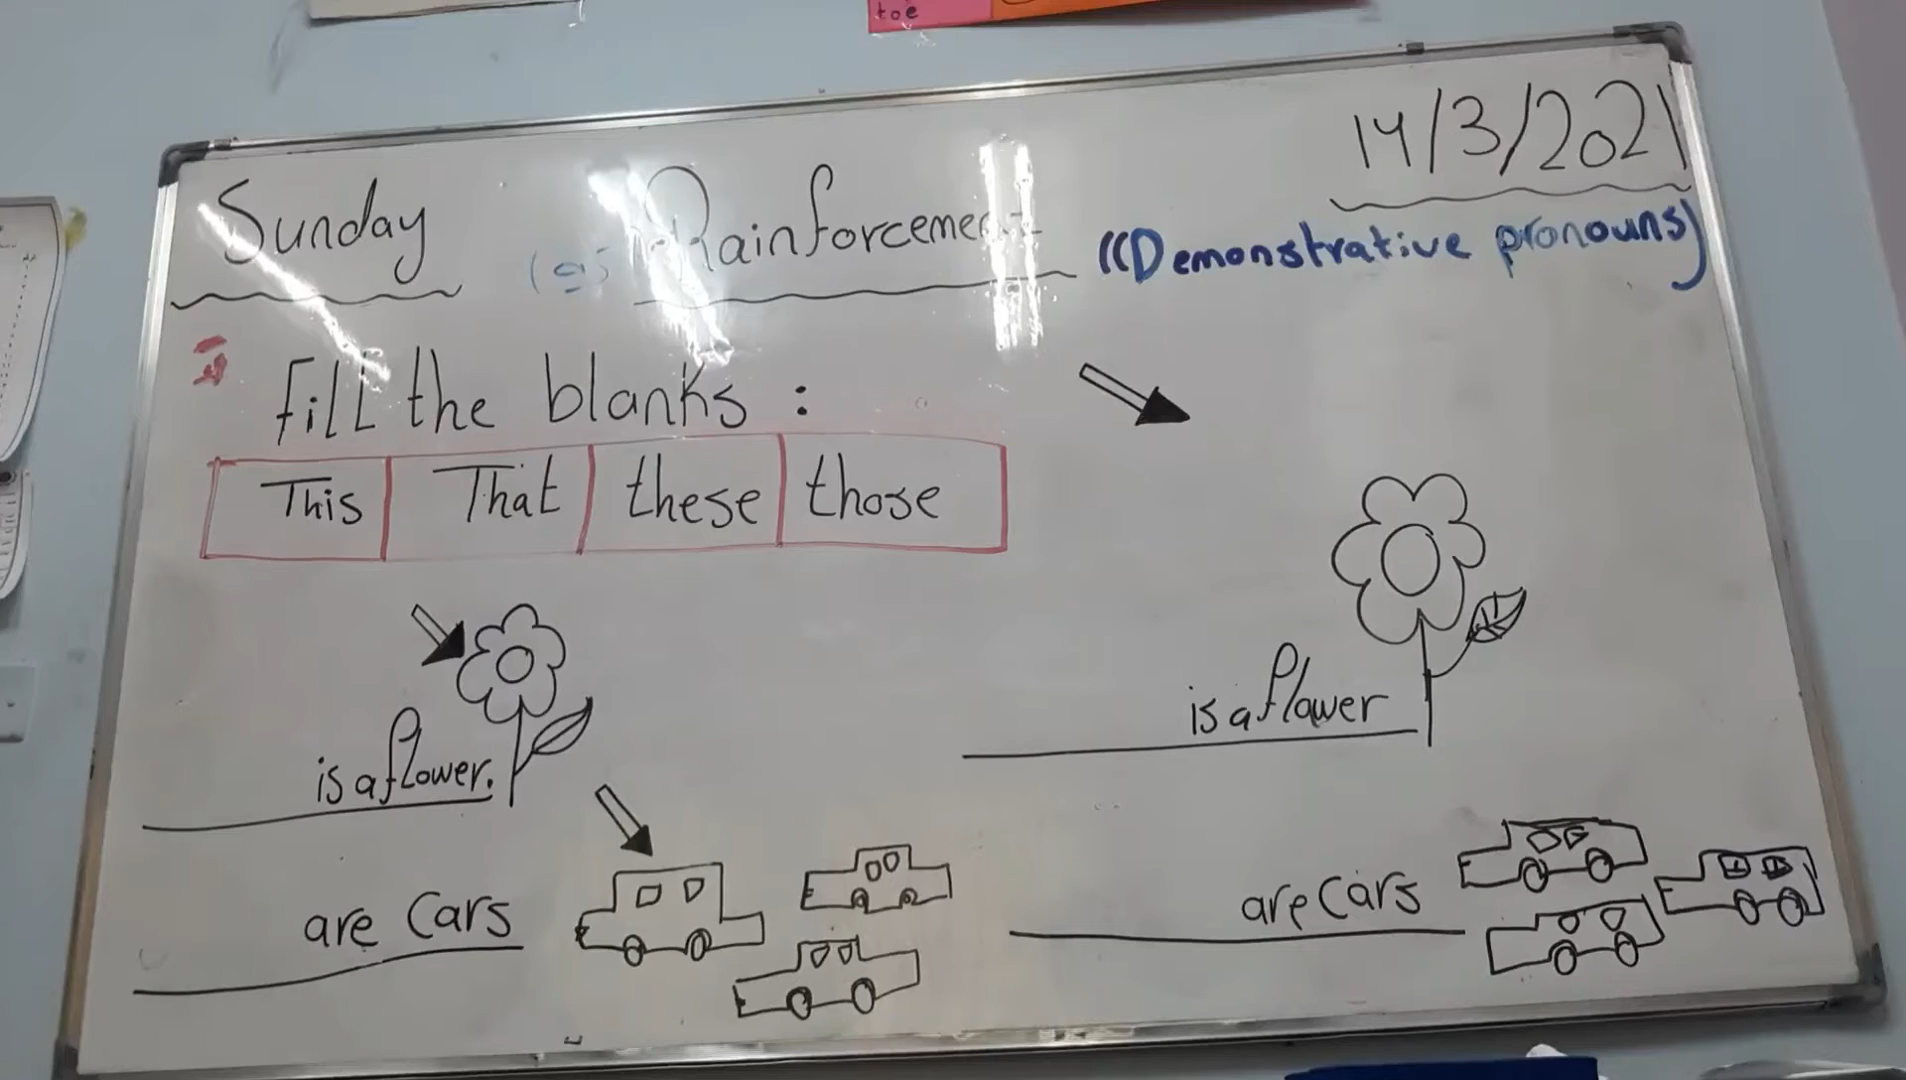 toe
14/3/2021
Sunday
Rainforcement ((Demonstrative pronouns)
Fill the blanks :
This That these those
is a flower.
is a flower
are Cars
are Cars